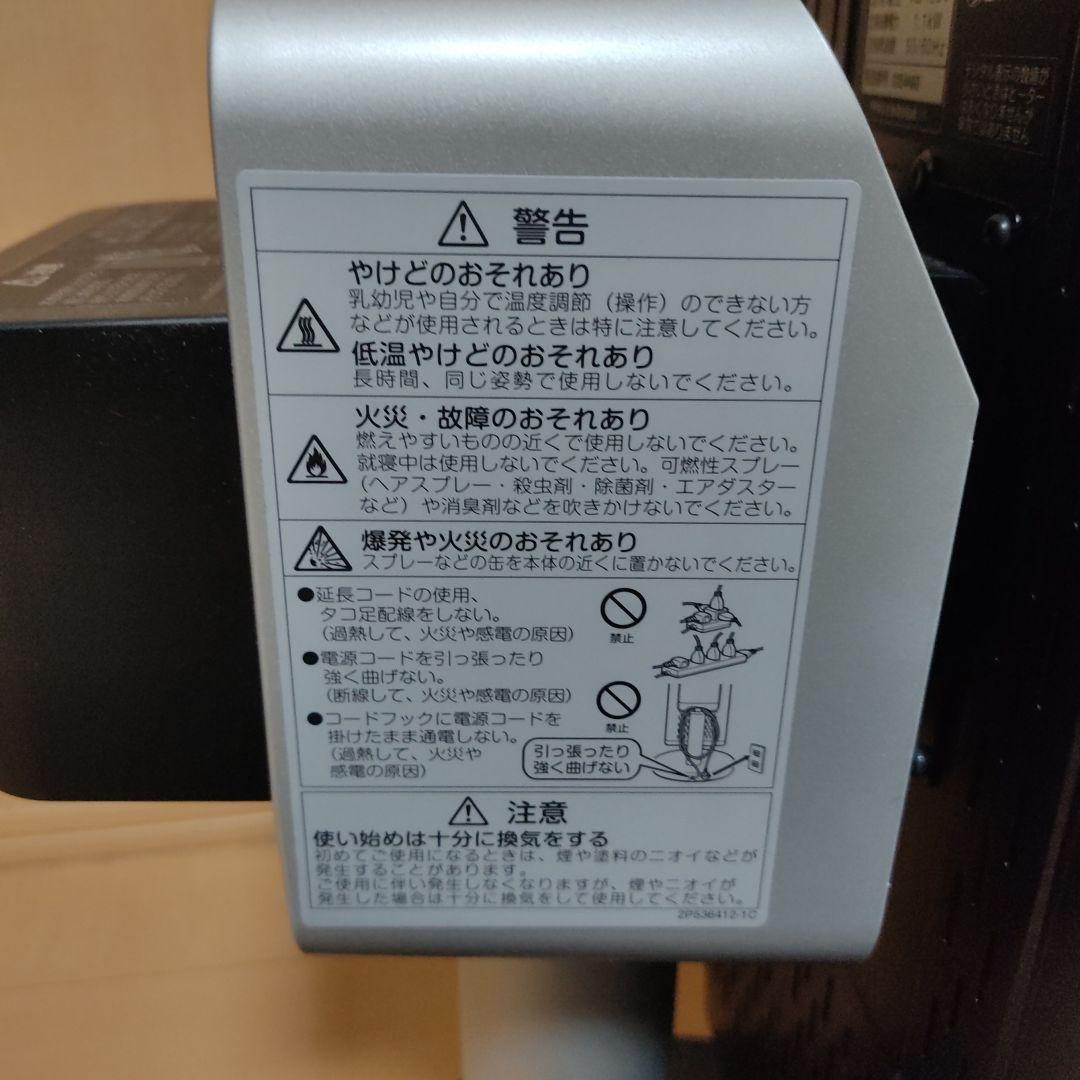 警告
やけどのおそれあり
乳幼児や自分で温度調節（操作）のできない方
などが使用されるときは特に注意してください。
低温やけどのおそれあり
長時間、同じ姿勢で使用しないでください。
火災・故障のおそれあり
燃えやすいものの近くで使用しないでください。
就寝中は使用しないでください。可燃性スプレー
(ヘアスプレー・殺虫剤・除菌剤・エアダスター
など）や消臭剤などを吹きかけないでください。
爆発や火災のおそれあり
スプレーなどの缶を本体の近くに置かないでください。
●延長コードの使用、
タコ足配線をしない。
(過熱して、火災や感電の原因)
禁止
●電源コードを引っ張ったり
強く曲げない。
(断線して、火災や感電の原因)
禁止
●コードフックに電源コードを
掛けたまま通電しない。
(過熱して、火災や
感電の原因)
引っ張ったり
強く曲げない
注意
使い始めは十分に換気をする
初めてご使用になるときは、煙や塗料のニオイなどが
発生することがあります。
ご使用に伴い発生しなくなりますが、煙やニオイが
発生した場合は十分に換気をして使用してください。
2P536412-1C